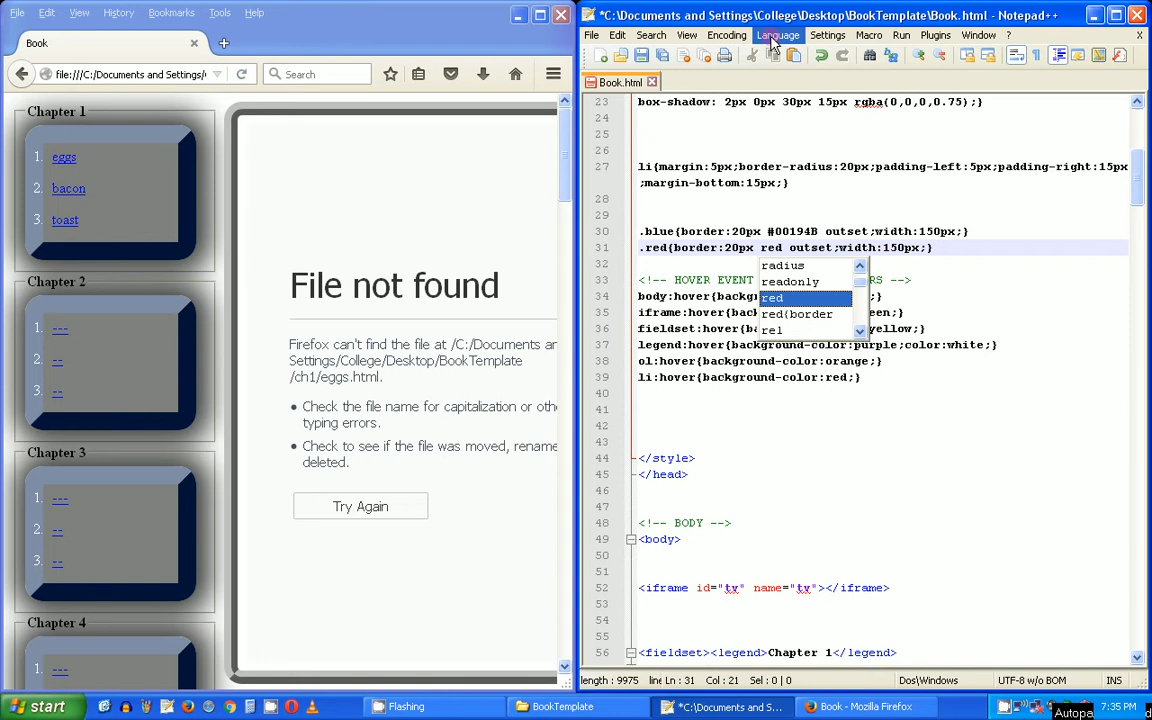 File Edit View History Bookmarks Tools Help
Book
file:///C:/Documents and Settings/
Search
Chapter 1
1. eggs
2. bacon
3. toast
Chapter 2
1. ---
2. --
3. --
Chapter 3
1. ---
2. --
3. --
Chapter 4
1. ---
File not found
Firefox can't find the file at /C:/Documents and
Settings/College/Desktop/BookTemplate
/ch1/eggs.html.
• Check the file name for capitalization or othe
typing errors.
• Check to see if the file was moved, rename
deleted.
Try Again
*C:\Documents and Settings\College\Desktop\BookTemplate\Book.html - Notepad++
File Edit Search View Encoding Language Settings Macro Run Plugins Window ? X
Book.html
23 box-shadow: 2px 0px 30px 15px rgba(0,0,0,0.75);}
24
25
26
27 li{margin:5px;border-radius:20px;padding-left:5px;padding-right:15px
;margin-bottom:15px;}
28
29
30 .blue{border:20px #00194B outset;width:150px;}
31 .red{border:20px red outset;width:150px;}
32
33 <!-- HOVER EVENT RS -->
34 body:hover{backg ;}
35 iframe:hover{bac een;}
36 fieldset:hover{b yellow;}
37 legend:hover{background-color:purple;color:white;}
38 ol:hover{background-color:orange;}
39 li:hover{background-color:red;}
40
41
42
43
44 </style>
45 </head>
46
47
48 <!-- BODY -->
49 <body>
50
51
52 <iframe id="tv" name="tv"></iframe>
53
54
55
56 <fieldset><legend>Chapter 1</legend>
radius
readonly
red
red{border
rel
length : 9975 line Ln : 31 Col : 21 Sel : 0 | 0 Dos\Windows UTF-8 w/o BOM INS
start
Flashing
BookTemplate
*C:\Documents and S...
Book - Mozilla Firefox
7:35 PM
Autopa